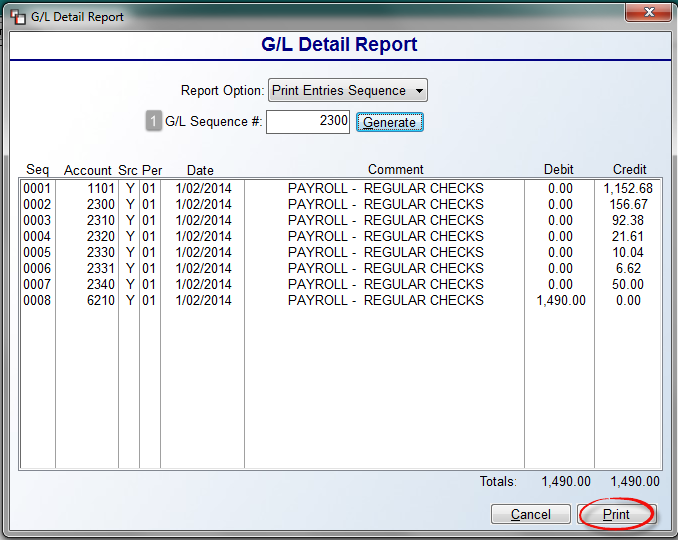 G/L Detail Report
G/L Detail Report
Report Option: Print Entries Sequence
1 G/L Sequence #: 2300 Generate
Seq Account Src Per Date Comment Debit Credit
0001 1101 Y 01 1/02/2014 PAYROLL - REGULAR CHECKS 0.00 1,152.68
0002 2300 Y 01 1/02/2014 PAYROLL - REGULAR CHECKS 0.00 156.67
0003 2310 Y 01 1/02/2014 PAYROLL - REGULAR CHECKS 0.00 92.38
0004 2320 Y 01 1/02/2014 PAYROLL - REGULAR CHECKS 0.00 21.61
0005 2330 Y 01 1/02/2014 PAYROLL - REGULAR CHECKS 0.00 10.04
0006 2331 Y 01 1/02/2014 PAYROLL - REGULAR CHECKS 0.00 6.62
0007 2340 Y 01 1/02/2014 PAYROLL - REGULAR CHECKS 0.00 50.00
0008 6210 Y 01 1/02/2014 PAYROLL - REGULAR CHECKS 1,490.00 0.00
Totals: 1,490.00 1,490.00
Cancel Print